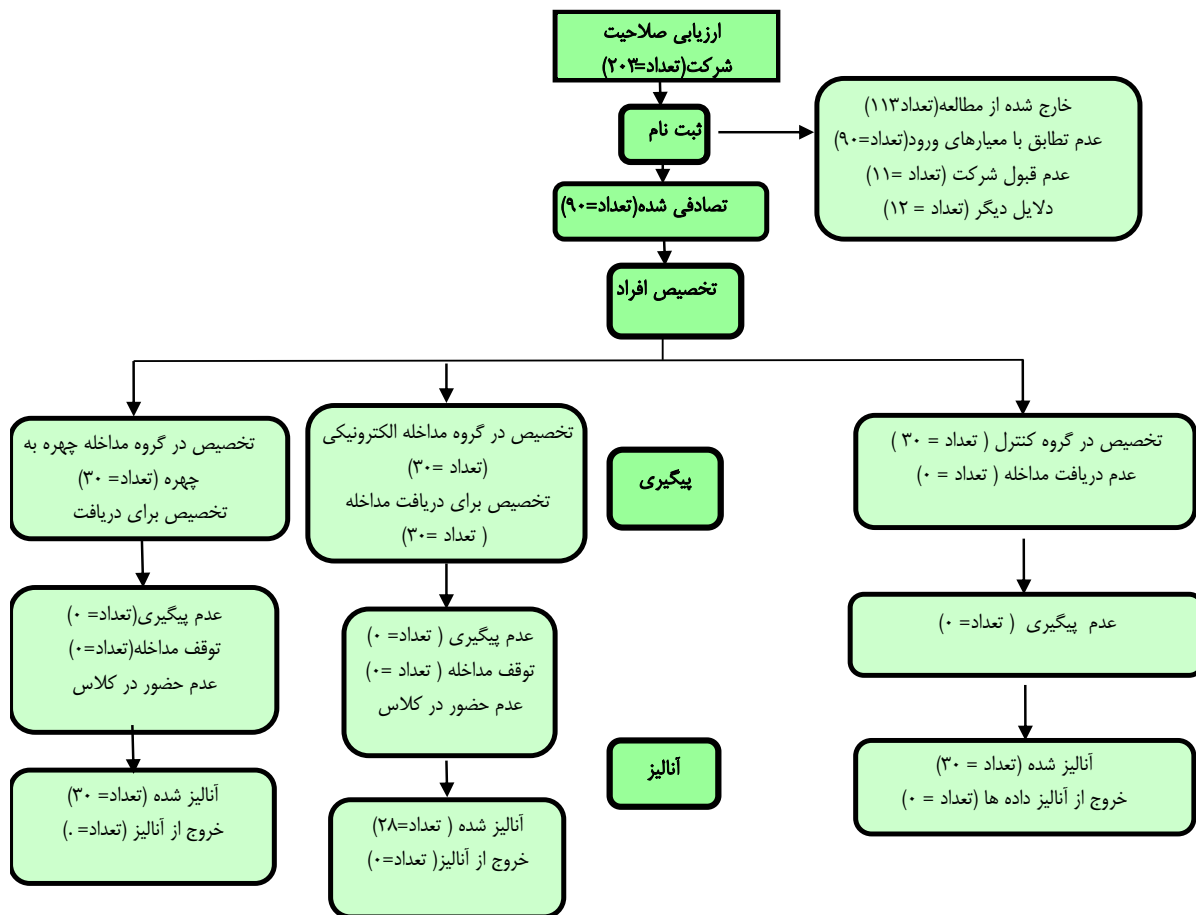 ارزیابی صلاحیت
شرکت(تعداد=۲۰۳)
ثبت نام
خارج شده از مطالعه(تعداد۱۱۳)
عدم تطابق با معیارهای ورود(تعداد=۹۰)
عدم قبول شرکت (تعداد =۱۱)
دلایل دیگر (تعداد = ۱۲)
تصادفی شده(تعداد=۹۰)
تخصیص افراد
تخصیص در گروه کنترل ( تعداد = ۳۰ )
عدم دریافت مداخله ( تعداد = ۰)
پیگیری
تخصیص در گروه مداخله الکترونیکی
(تعداد =۳۰)
تخصیص برای دریافت مداخله
( تعداد =۳۰)
تخصیص در گروه مداخله چهره به
چهره (تعداد= ۳۰)
تخصیص برای دریافت
عدم پیگیری ( تعداد= ۰)
عدم پیگیری ( تعداد= ۰)
توقف مداخله ( تعداد =۰)
عدم حضور در کلاس
عدم پیگیری(تعداد= ۰)
توقف مداخله(تعداد=۰)
عدم حضور در کلاس
آنالیز شده (تعداد = ۳۰)
خروج از آنالیز داده ها (تعداد = ۰)
آنالیز
آنالیز شده ( تعداد=۲۸)
خروج از آنالیز( تعداد=۰)
آنالیز شده (تعداد= ۳۰)
خروج از آنالیز (تعداد= .)